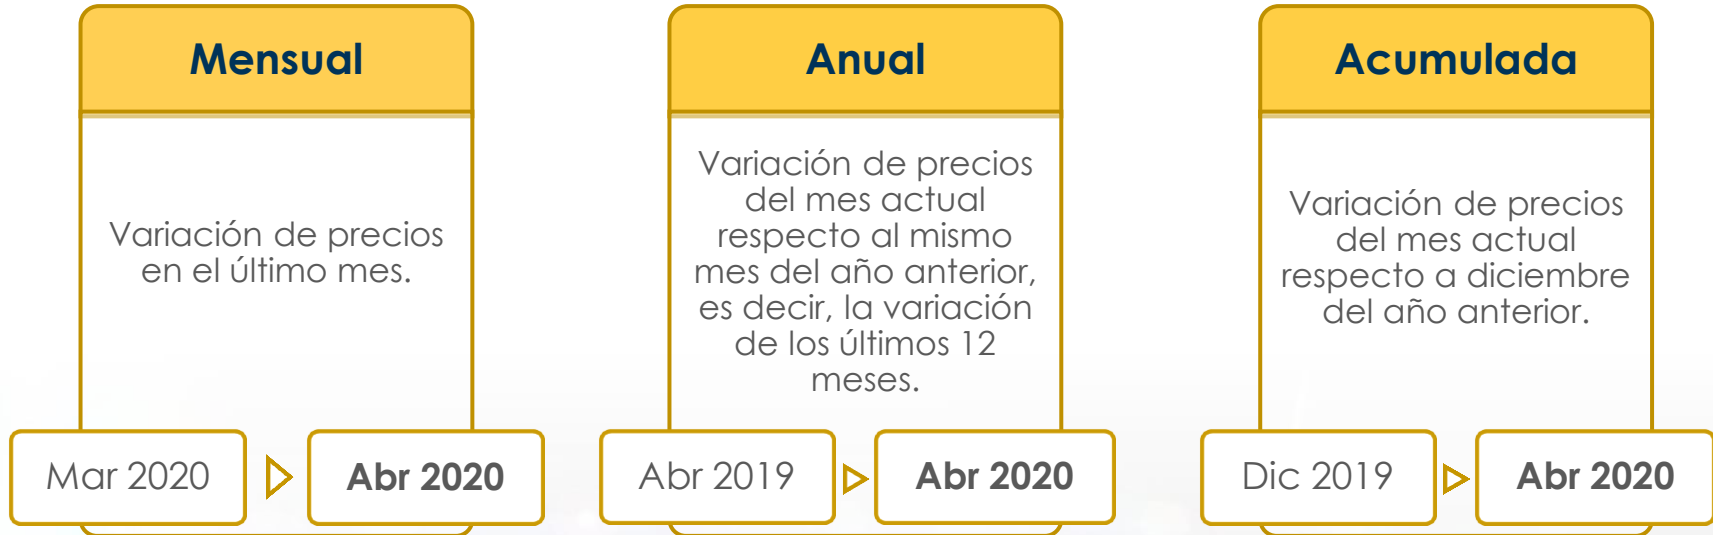 Mensual
Variación de precios
en el último mes.
Mar 2020
Abr 2020
Anual
Variación de precios
del mes actual
respecto al mismo
mes del año anterior,
es decir, la variación
de los últimos 12
meses.
Abr 2019
Abr 2020
Acumulada
Variación de precios
del mes actual
respecto a diciembre
del año anterior.
Dic 2019
Abr 2020